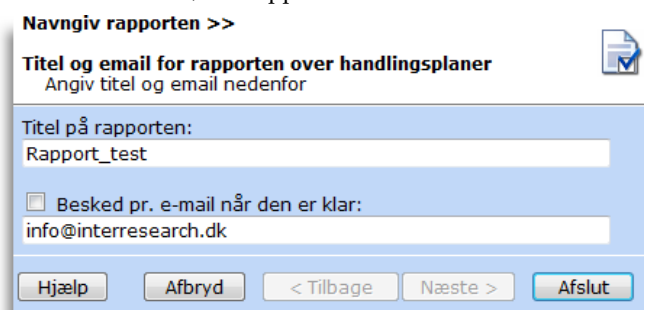 Navngiv rapporten >>
Titel og email for rapporten over handlingsplaner
Angiv titel og email nedenfor
Titel på rapporten:
Rapport_test
Besked pr. e-mail når den er klar:
info@interresearch.dk
Hjælp Afbryd < Tilbage Næste > Afslut